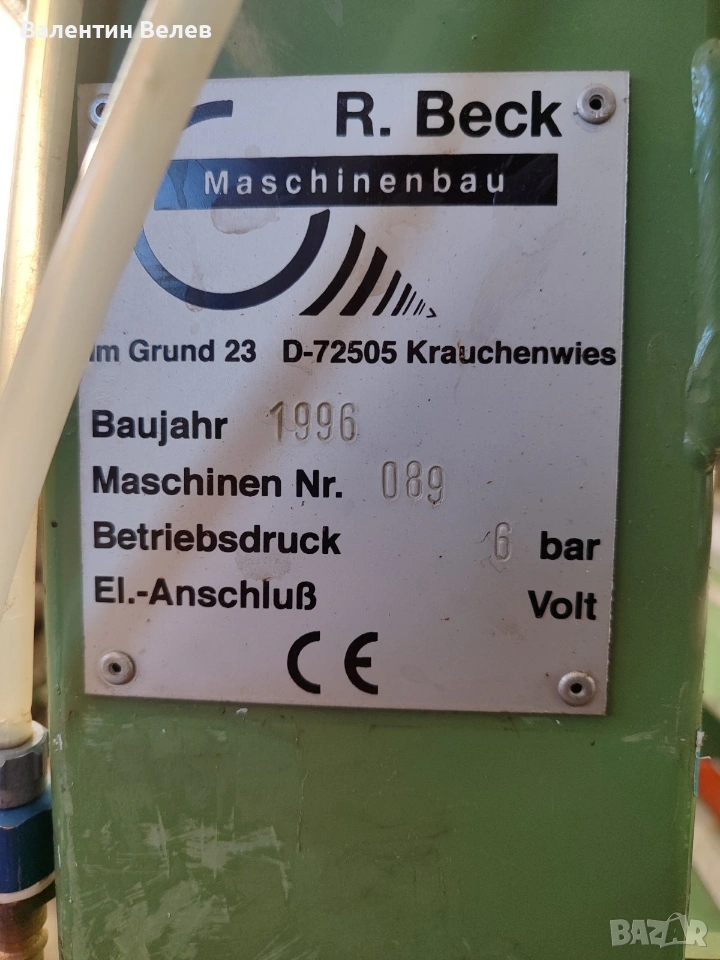 Валентин Велев
R. Beck
Maschinenbau
Im Grund 23 D-72505 Krauchenwies
Baujahr 1996
Maschinen Nr. 089
Betriebsdruck 6 bar
El.-Anschluß Volt
CE
BAZAR